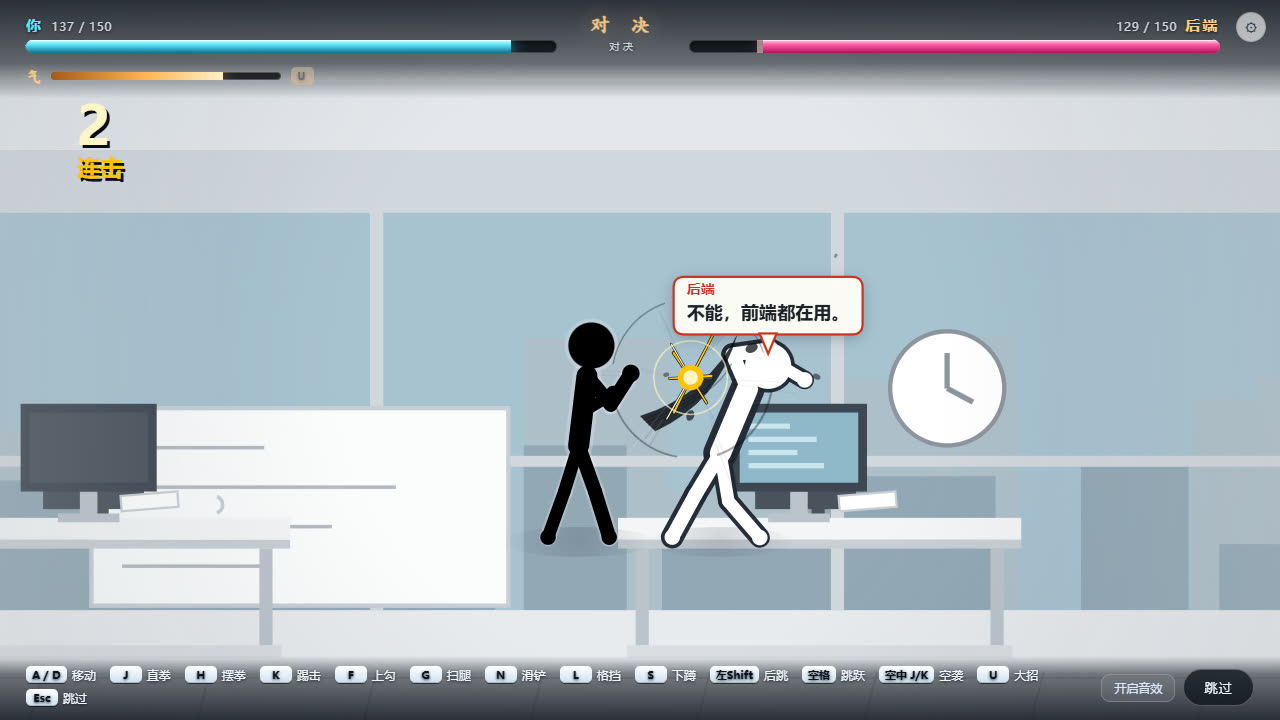 你 137 / 150
对 决
对决
129 / 150 后端
气 U
2
连击
后端
不能，前端都在用。
A / D 移动 J 直拳 H 摆拳 K 踢击 F 上勾 G 扫腿 N 滑铲 L 格挡 S 下蹲 左Shift 后跳 空格 跳跃 空中 J/K 空袭 U 大招
Esc 跳过
开启音效 跳过